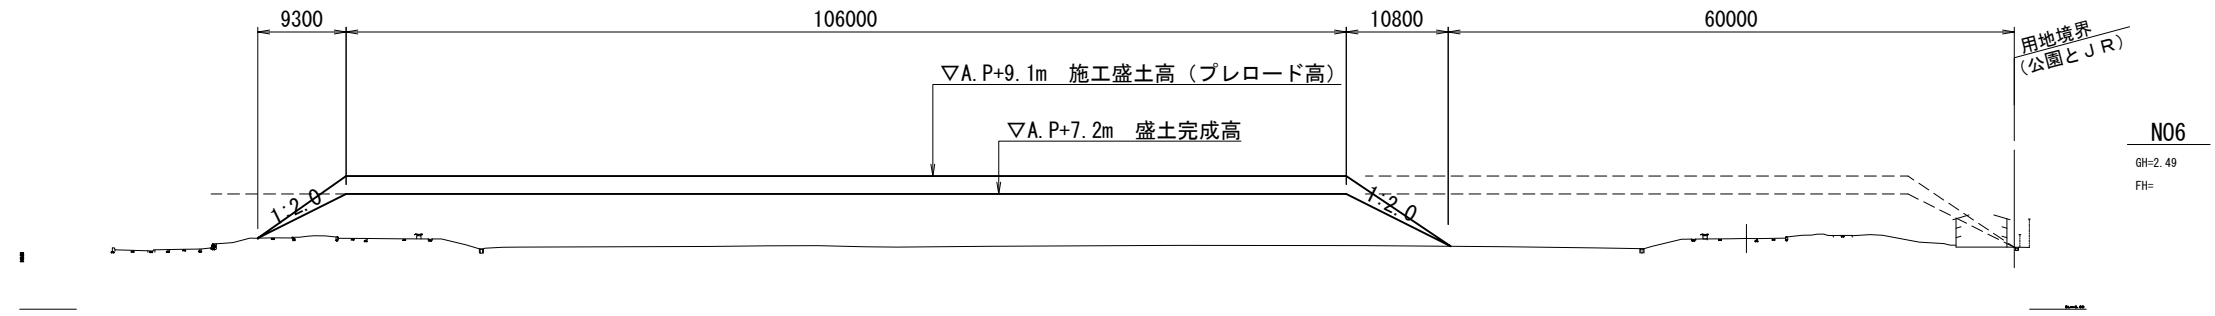 9300
106000
10800
60000
用地境界
(公園とＪＲ)
▽A.P+9.1m　施工盛土高（プレロード高）
▽A.P+7.2m　盛土完成高
NO6
GH=2.49
FH=
1:2.0
1:2.0